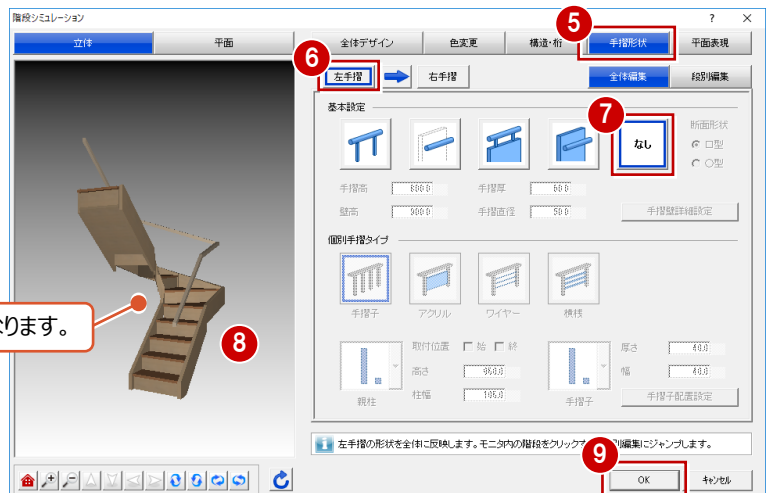 階段シミュレーション
? ×
立体 平面 全体デザイン 色変更 構造・桁 手摺形状 平面表現
5
6
左手摺 右手摺 全体編集 段別編集
基本設定
7
なし
断面形状
口型
〇型
手摺高 800.0 手摺厚 60.0
壁高 900.0 手摺直径 50.0 手摺壁詳細設定
個別手摺タイプ
手摺子 アクリル ワイヤー 横桟
なります。
8
取付位置 始 終 厚さ 40.0
高さ 950.0 幅 40.0
親柱 柱幅 105.0 手摺子 手摺子配置設定
左手摺の形状を全体に反映します。モニタ内の階段をクリックす 別編集にジャンプします。
9
OK キャンセル